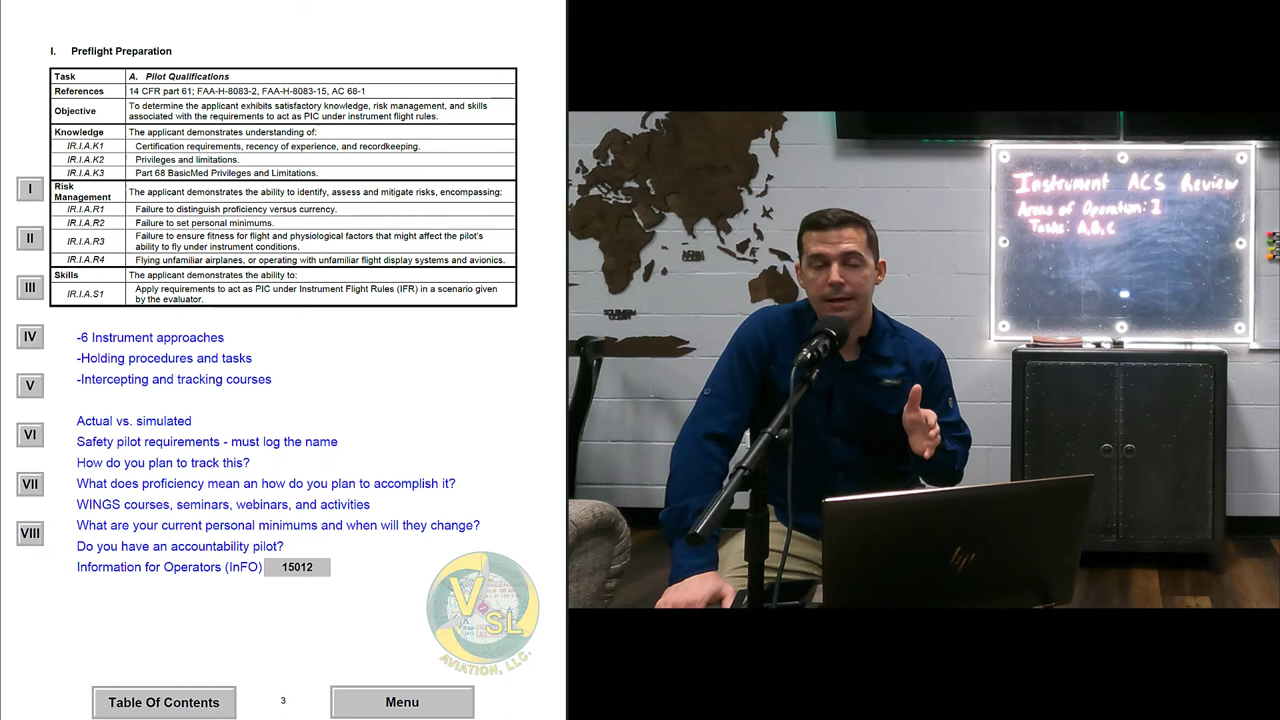 I. Preflight Preparation
Task A. Pilot Qualifications
References 14 CFR part 61; FAA-H-8083-2, FAA-H-8083-15, AC 68-1
Objective To determine the applicant exhibits satisfactory knowledge, risk management, and skills
associated with the requirements to act as PIC under instrument flight rules.
Knowledge The applicant demonstrates understanding of:
IR.I.A.K1 Certification requirements, recency of experience, and recordkeeping.
IR.I.A.K2 Privileges and limitations.
IR.I.A.K3 Part 68 BasicMed Privileges and Limitations.
Risk
Management The applicant demonstrates the ability to identify, assess and mitigate risks, encompassing:
IR.I.A.R1 Failure to distinguish proficiency versus currency.
IR.I.A.R2 Failure to set personal minimums.
IR.I.A.R3 Failure to ensure fitness for flight and physiological factors that might affect the pilot's
ability to fly under instrument conditions.
IR.I.A.R4 Flying unfamiliar airplanes, or operating with unfamiliar flight display systems and avionics.
Skills The applicant demonstrates the ability to:
IR.I.A.S1 Apply requirements to act as PIC under Instrument Flight Rules (IFR) in a scenario given
by the evaluator.
I
II
III
IV
V
VI
VII
VIII
-6 Instrument approaches
-Holding procedures and tasks
-Intercepting and tracking courses
Actual vs. simulated
Safety pilot requirements - must log the name
How do you plan to track this?
What does proficiency mean an how do you plan to accomplish it?
WINGS courses, seminars, webinars, and activities
What are your current personal minimums and when will they change?
Do you have an accountability pilot?
Information for Operators (InFO) 15012
VSL
AVIATION, LLC.
Table Of Contents
3
Menu
Instrument ACS Review
Areas of Operation: I
Tasks: A, B, C
hp